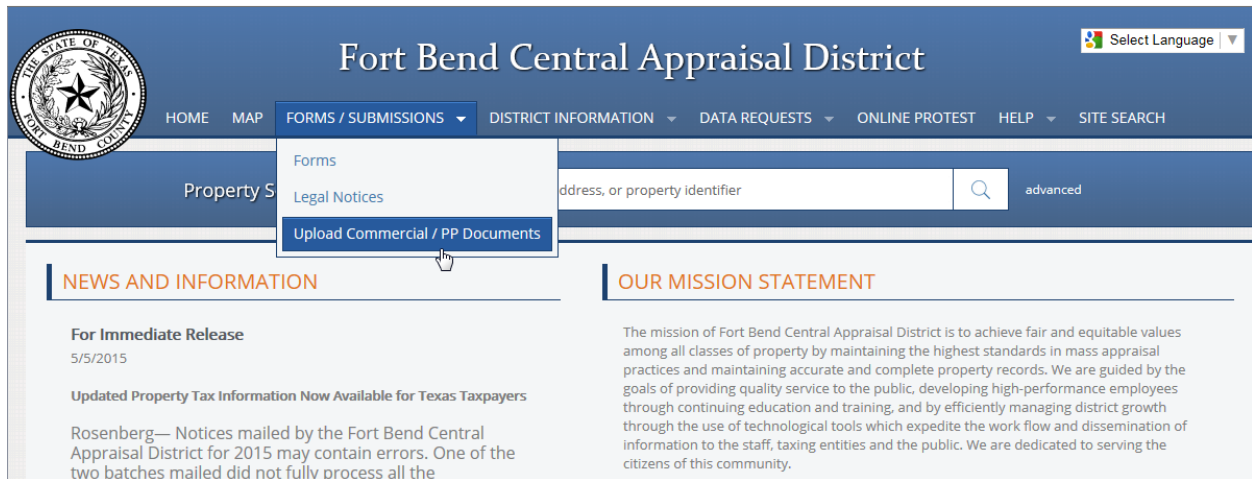 STATE OF TEXAS
FORT BEND COUNTY
Fort Bend Central Appraisal District
Select Language ▼
HOME MAP FORMS / SUBMISSIONS DISTRICT INFORMATION DATA REQUESTS ONLINE PROTEST HELP SITE SEARCH
Forms
Legal Notices
Upload Commercial / PP Documents
Property S
ddress, or property identifier
advanced
NEWS AND INFORMATION
For Immediate Release
5/5/2015
Updated Property Tax Information Now Available for Texas Taxpayers
Rosenberg— Notices mailed by the Fort Bend Central
Appraisal District for 2015 may contain errors. One of the
two batches mailed did not fully process all the
OUR MISSION STATEMENT
The mission of Fort Bend Central Appraisal District is to achieve fair and equitable values
among all classes of property by maintaining the highest standards in mass appraisal
practices and maintaining accurate and complete property records. We are guided by the
goals of providing quality service to the public, developing high-performance employees
through continuing education and training, and by efficiently managing district growth
through the use of technological tools which expedite the work flow and dissemination of
information to the staff, taxing entities and the public. We are dedicated to serving the
citizens of this community.